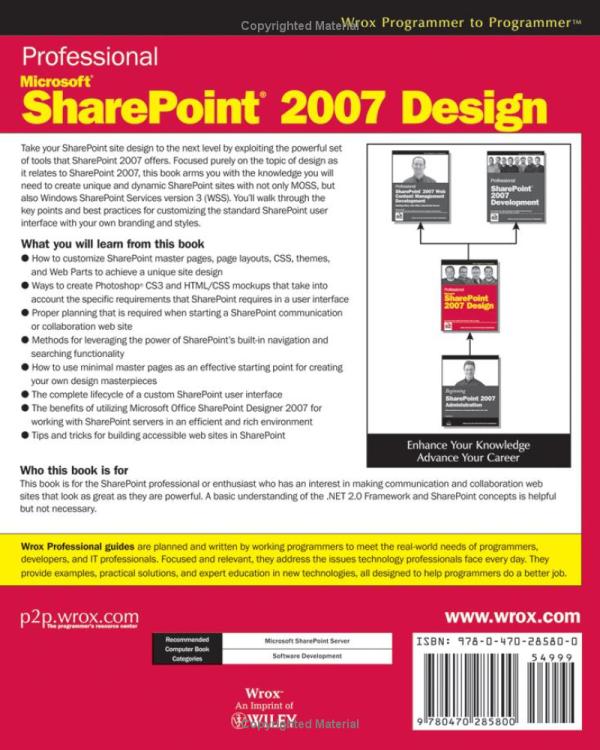 Copyrighted Material
Wrox Programmer to Programmer™
Professional
Microsoft®
SharePoint® 2007 Design
Take your SharePoint site design to the next level by exploiting the powerful set
of tools that SharePoint 2007 offers. Focused purely on the topic of design as
it relates to SharePoint 2007, this book arms you with the knowledge you will
need to create unique and dynamic SharePoint sites with not only MOSS, but
also Windows SharePoint Services version 3 (WSS). You'll walk through the
key points and best practices for customizing the standard SharePoint user
interface with your own branding and styles.
What you will learn from this book
● How to customize SharePoint master pages, page layouts, CSS, themes,
and Web Parts to achieve a unique site design
● Ways to create Photoshop® CS3 and HTML/CSS mockups that take into
account the specific requirements that SharePoint requires in a user interface
● Proper planning that is required when starting a SharePoint communication
or collaboration web site
● Methods for leveraging the power of SharePoint's built-in navigation and
searching functionality
● How to use minimal master pages as an effective starting point for creating
your own design masterpieces
● The complete lifecycle of a custom SharePoint user interface
● The benefits of utilizing Microsoft Office SharePoint Designer 2007 for
working with SharePoint servers in an efficient and rich environment
● Tips and tricks for building accessible web sites in SharePoint
Professional
SharePoint® 2007 Web
Content Management
Development
Professional
SharePoint®
2007
Development
Professional
SharePoint
2007 Design
Beginning
SharePoint 2007
Administration
Enhance Your Knowledge
Advance Your Career
Who this book is for
This book is for the SharePoint professional or enthusiast who has an interest in making communication and collaboration web
sites that look as great as they are powerful. A basic understanding of the .NET 2.0 Framework and SharePoint concepts is helpful
but not necessary.
Wrox Professional guides are planned and written by working programmers to meet the real-world needs of programmers,
developers, and IT professionals. Focused and relevant, they address the issues technology professionals face every day. They
provide examples, practical solutions, and expert education in new technologies, all designed to help programmers do a better job.
p2p.wrox.com
The programmer's resource center
www.wrox.com
Recommended
Computer Book
Categories
Microsoft SharePoint Server
Software Development
ISBN: 978-0-470-28580-0
54999
9 780470 285800
Wrox™
An Imprint of
WILEY
Copyrighted Material